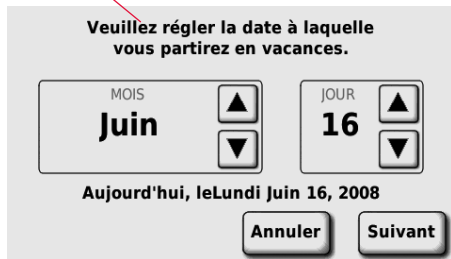 Veuillez régler la date à laquelle
vous partirez en vacances.
MOIS
Juin
JOUR
16
Aujourd'hui, leLundi Juin 16, 2008
Annuler
Suivant